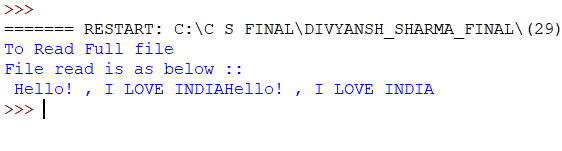 >>>
======= RESTART: C:\C S FINAL\DIVYANSH_SHARMA_FINAL\(29)
To Read Full file
File read is as below ::
 Hello! , I LOVE INDIAHello! , I LOVE INDIA
>>>